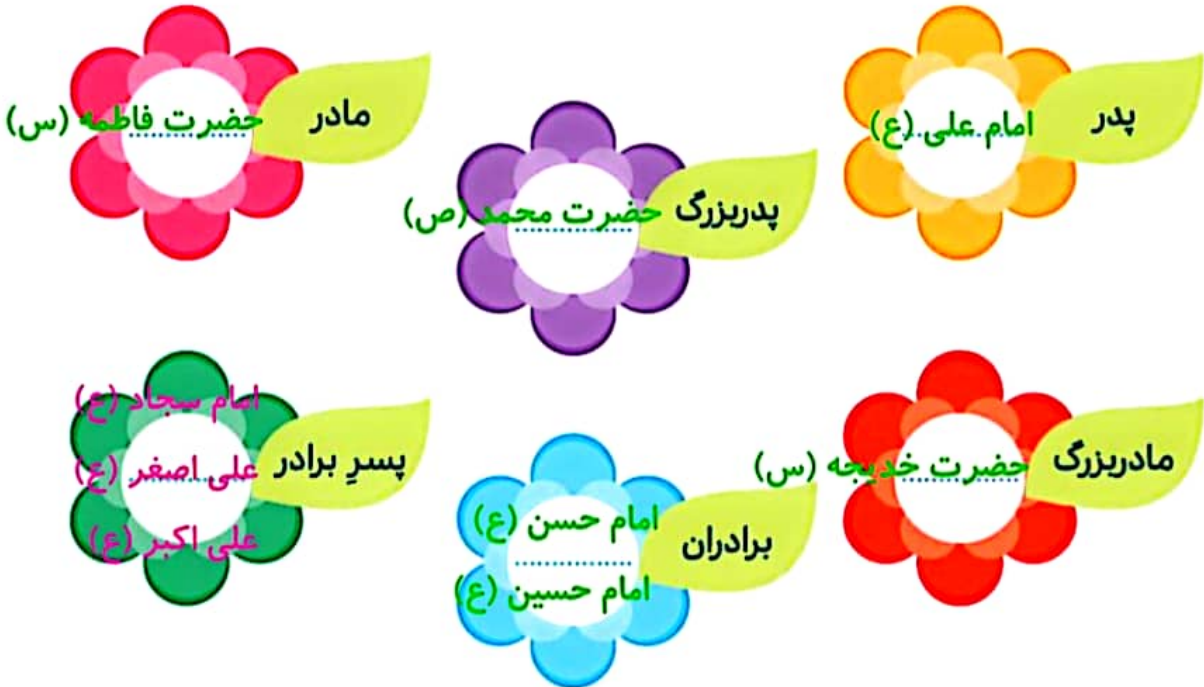 پدر
امام علی (ع)
پدربزرگ
حضرت محمد (ص)
مادر
حضرت فاطمه (س)
مادربزرگ
حضرت خدیجه (س)
برادران
امام حسن (ع)
امام حسین (ع)
پسرِ برادر
امام سجاد (ع)
علی اصغر (ع)
علی اکبر (ع)